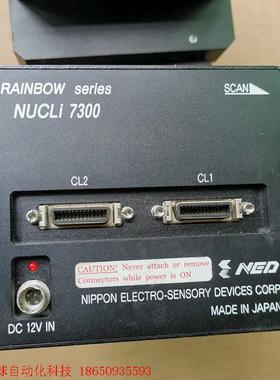 RAINBOW series
SCAN
NUCLi 7300
CL2
CL1
CAUTION! Never attach or remove
Connectors while power is ON
NED
DC 12V IN
NIPPON ELECTRO-SENSORY DEVICES CORP
MADE IN JAPAN
球自动化科技 18650935593